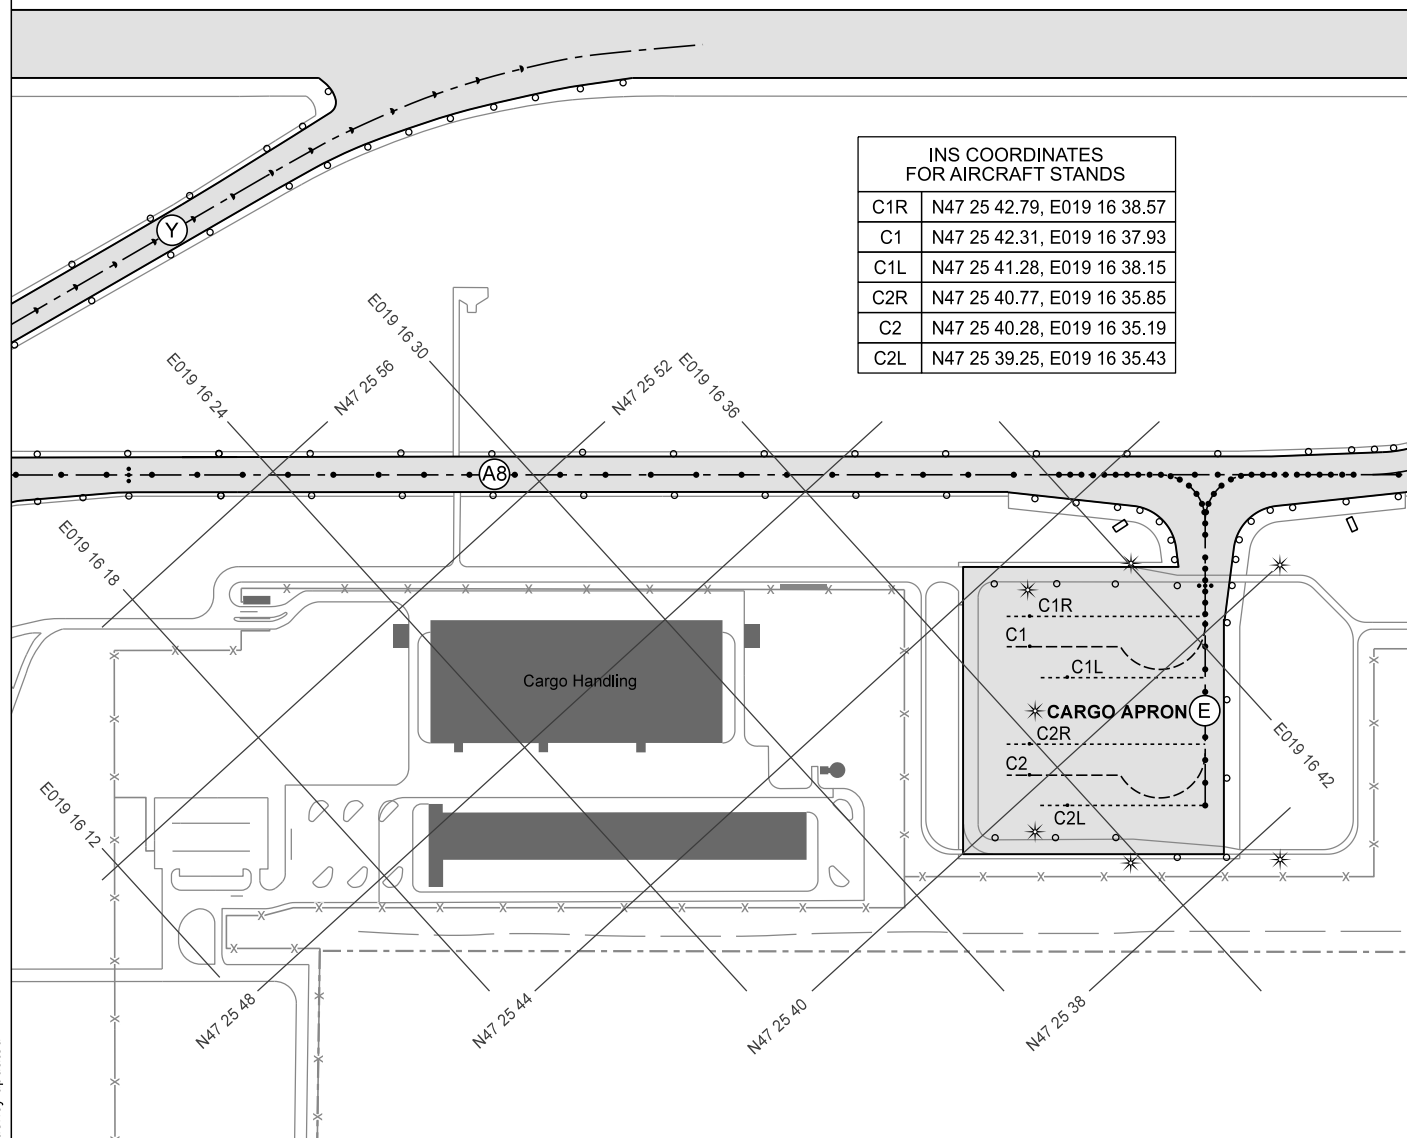 Y
INS COORDINATES
FOR AIRCRAFT STANDS
C1R N47 25 42.79, E019 16 38.57
C1 N47 25 42.31, E019 16 37.93
C1L N47 25 41.28, E019 16 38.15
C2R N47 25 40.77, E019 16 35.85
C2 N47 25 40.28, E019 16 35.19
C2L N47 25 39.25, E019 16 35.43
E019 16 30
E019 16 24
N47 25 56
N47 25 52
E019 16 36
A8
E019 16 18
C1R
C1
C1L
Cargo Handling
CARGO APRON
E
C2R
C2
C2L
E019 16 42
E019 16 12
N47 25 48
N47 25 44
N47 25 40
N47 25 38